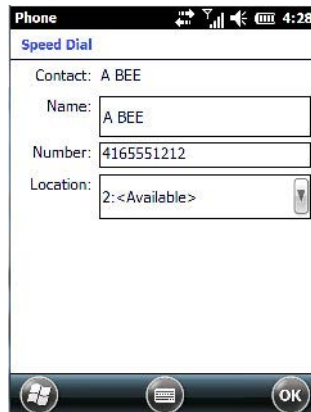 Phone 4:28
Speed Dial
Contact: A BEE
Name: A BEE
Number: 4165551212
Location: 2:<Available>
OK